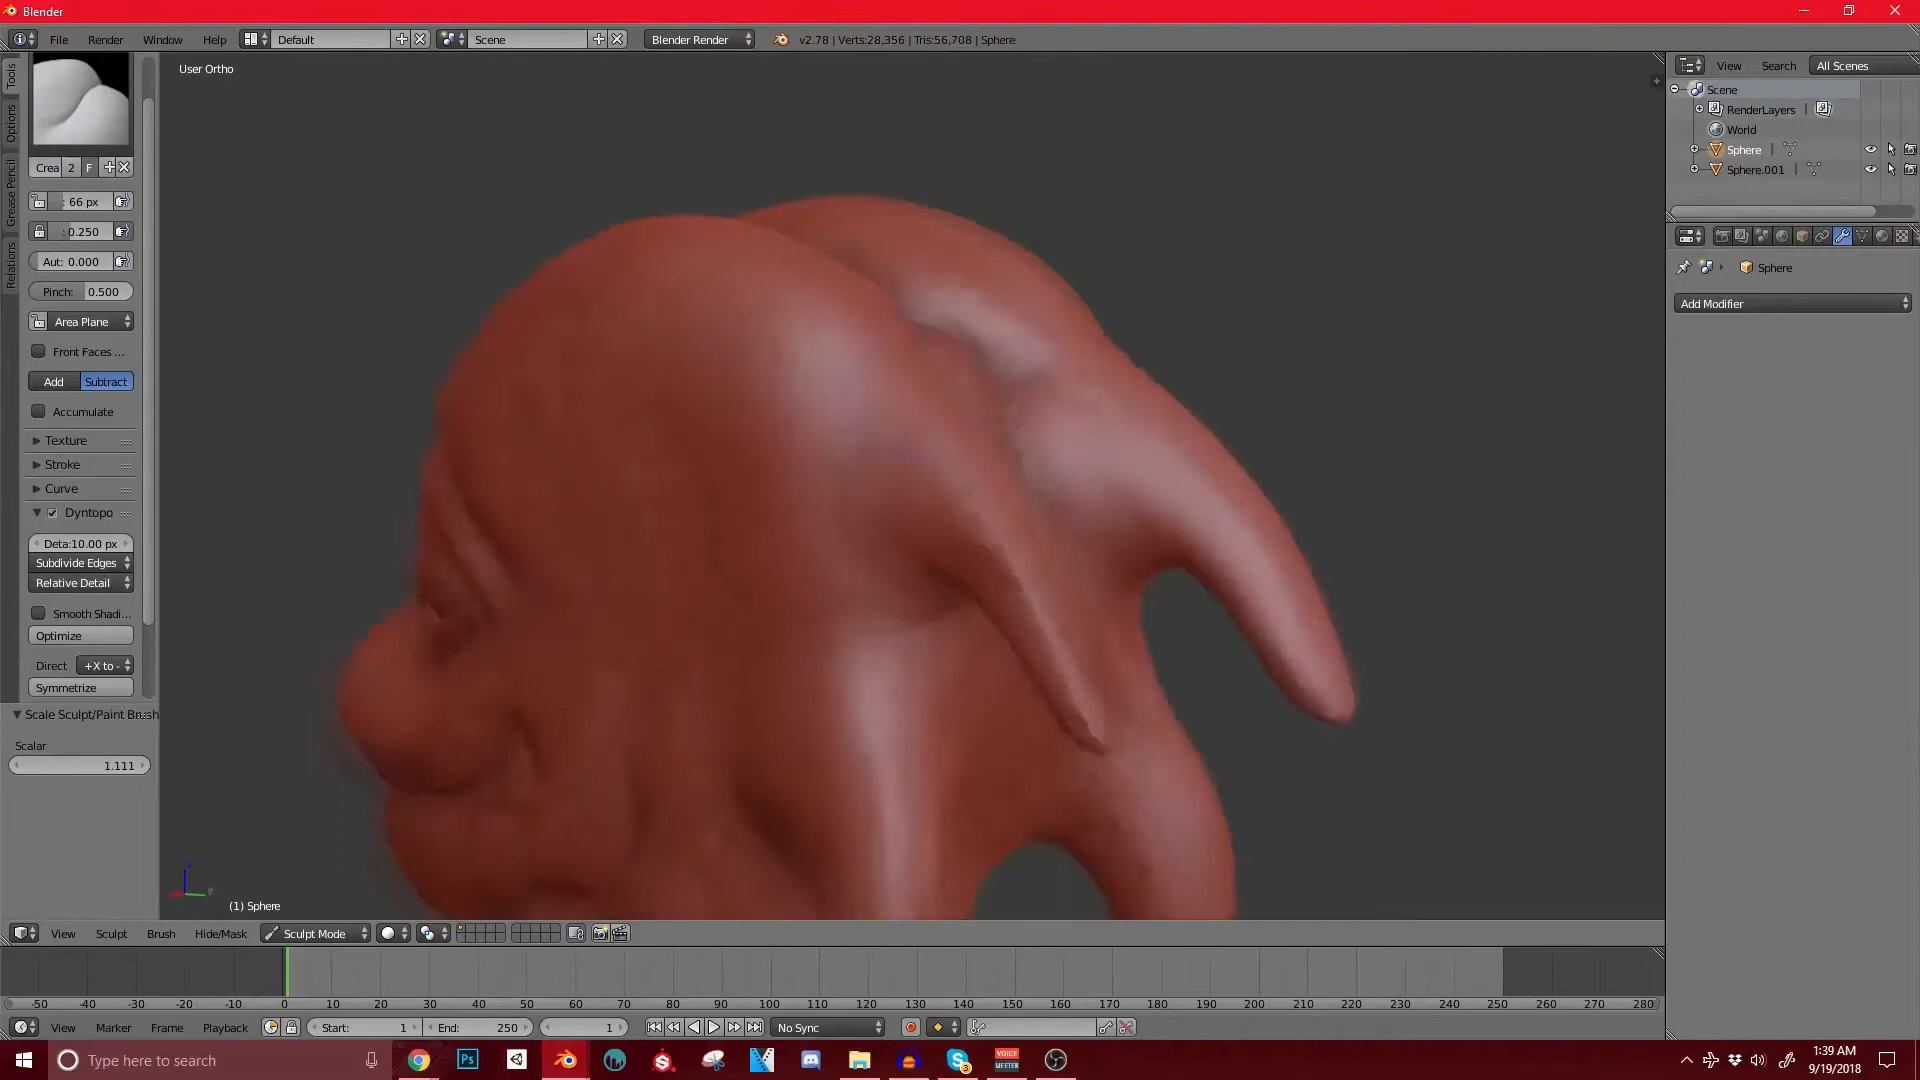 Blender
File Render Window Help Default Scene Blender Render v2.78 | Verts:28,356 | Tris:56,708 | Sphere
User Ortho
Tools
Options
Grease Pencil
Relations
Crea 2 F
: 66 px
: 0.250
Aut: 0.000
Pinch: 0.500
Area Plane
Front Faces ...
Add Subtract
Accumulate
Texture
Stroke
Curve
Dyntopo
Deta:10.00 px
Subdivide Edges
Relative Detail
Smooth Shadi...
Optimize
Direct +X to -
Symmetrize
Scale Sculpt/Paint Brush
Scalar
1.111
(1) Sphere
View Search All Scenes
Scene
RenderLayers
World
Sphere
Sphere.001
Sphere
Add Modifier
View Sculpt Brush Hide/Mask Sculpt Mode
-50 -40 -30 -20 -10 0 10 20 30 40 50 60 70 80 90 100 110 120 130 140 150 160 170 180 190 200 210 220 230 240 250 260 270 280
View Marker Frame Playback Start: 1 End: 250 1 No Sync
Type here to search
VOICE
MEETER
3
1:39 AM
9/19/2018